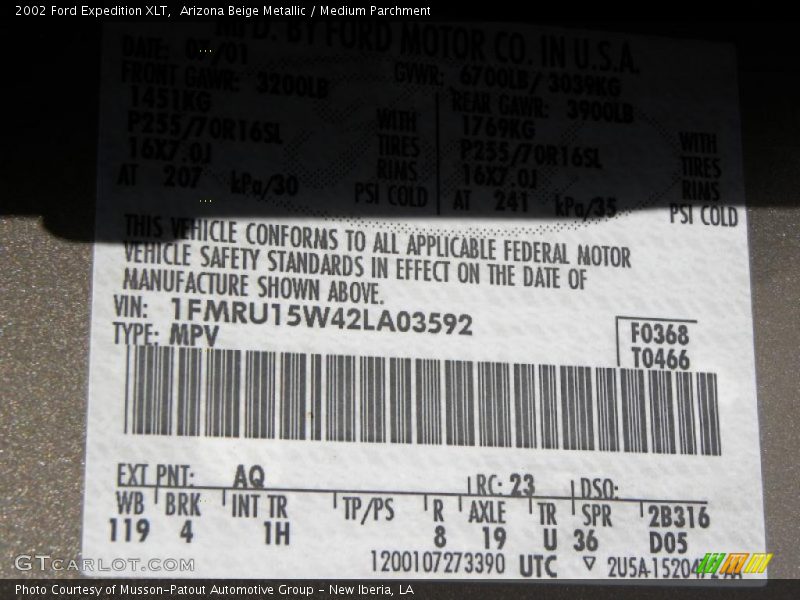 2002 Ford Expedition XLT,  Arizona Beige Metallic / Medium Parchment
MFD. BY FORD MOTOR CO. IN U.S.A.
DATE: 07/01 GVWR: 6700LB/ 3039KG
FRONT GAWR: 3200LB REAR GAWR: 3900LB
1451KG WITH 1769KG WITH
P255/70R16SL TIRES P255/70R16SL TIRES
16X7.0J RIMS 16X7.0J RIMS
AT 207 kPa/30 PSI COLD AT 241 kPa/35 PSI COLD
THIS VEHICLE CONFORMS TO ALL APPLICABLE FEDERAL MOTOR
VEHICLE SAFETY STANDARDS IN EFFECT ON THE DATE OF
MANUFACTURE SHOWN ABOVE.
VIN: 1FMRU15W42LA03592
TYPE: MPV
F0368
T0466
EXT PNT: AQ RC: 23 DSO:
WB BRK INT TR TP/PS R AXLE TR SPR 2B316
119 4 1H 8 19 U 36 D05
1200107273390 UTC ▽ 2U5A-15204
GTCarLot.com
Photo Courtesy of Musson-Patout Automotive Group - New Iberia, LA